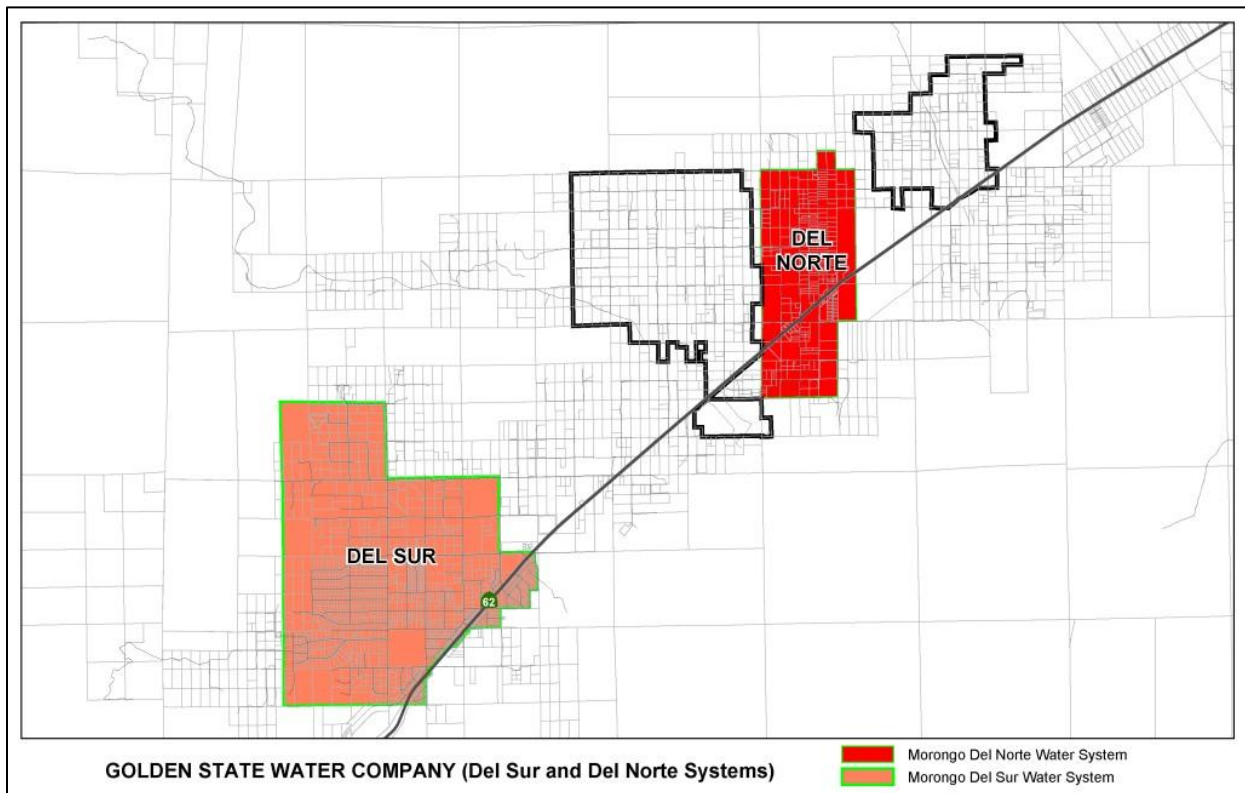 DEL
NORTE
DEL SUR
62
GOLDEN STATE WATER COMPANY (Del Sur and Del Norte Systems)
Morongo Del Norte Water System
Morongo Del Sur Water System